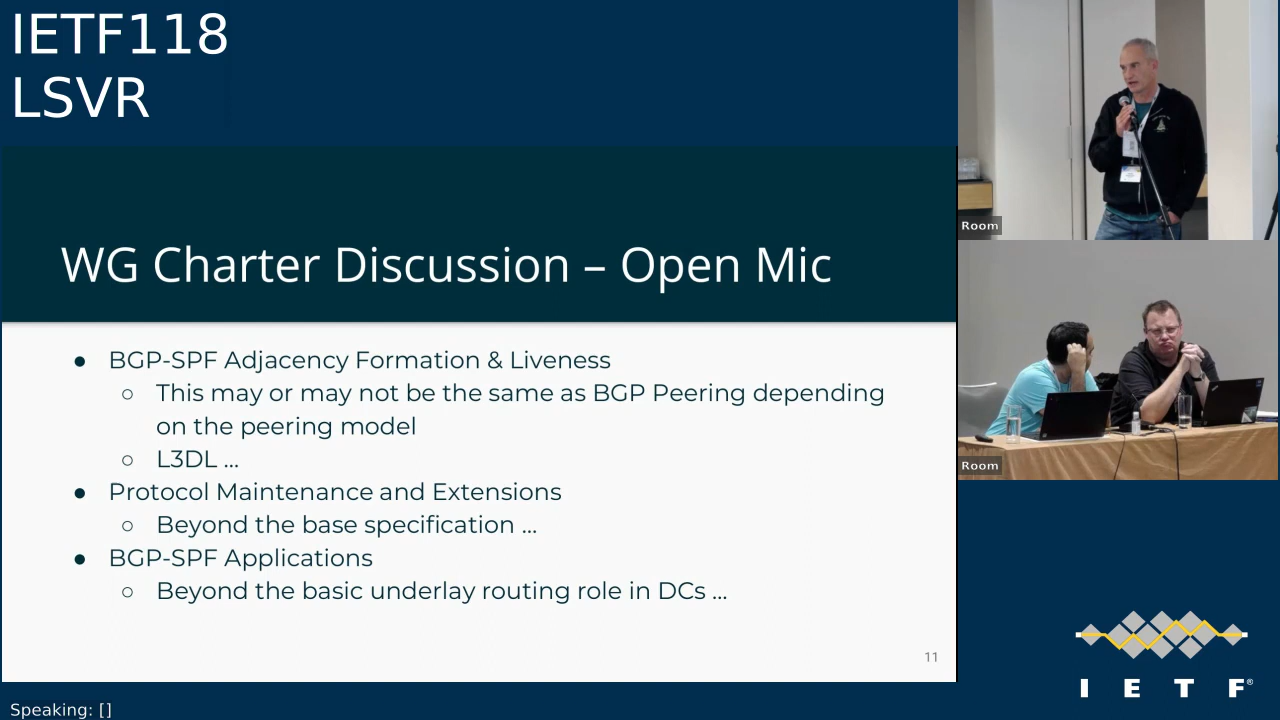 IETF118
LSVR
WG Charter Discussion – Open Mic
● BGP-SPF Adjacency Formation & Liveness
○ This may or may not be the same as BGP Peering depending
on the peering model
○ L3DL ...
● Protocol Maintenance and Extensions
○ Beyond the base specification ...
● BGP-SPF Applications
○ Beyond the basic underlay routing role in DCs ...
11
Room
Room
I E T F®
Speaking: []